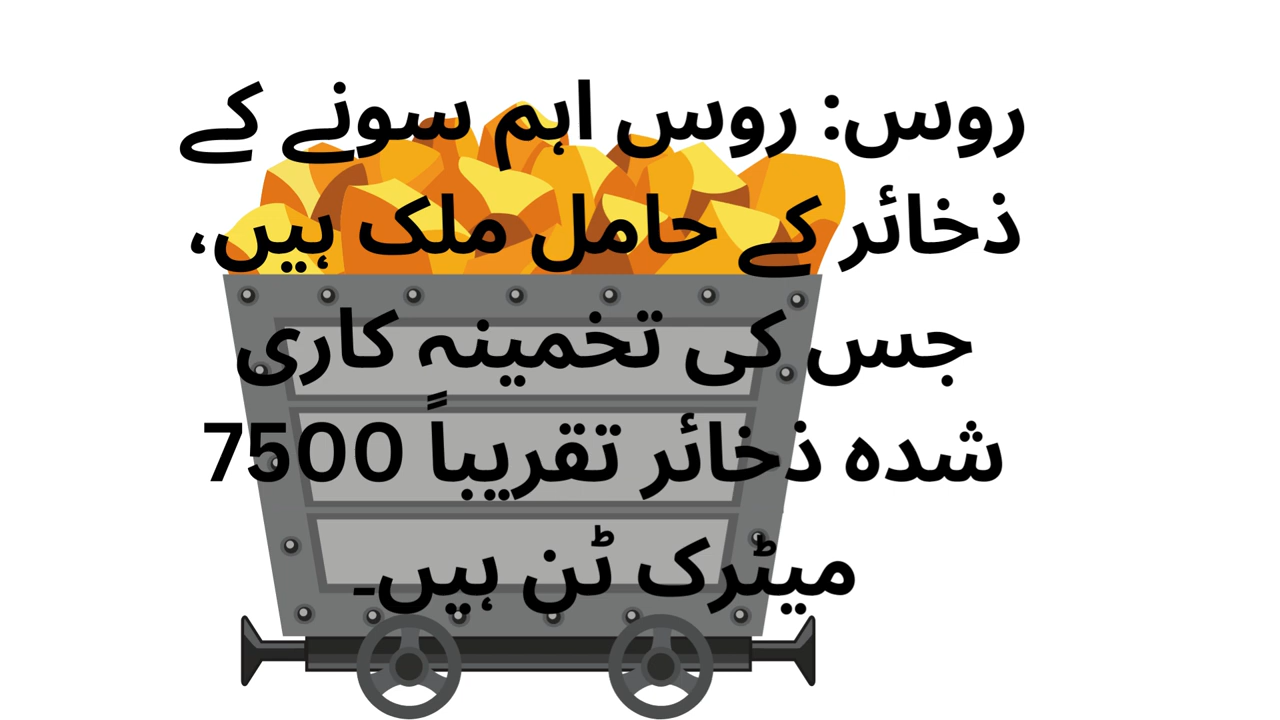 روس: روس اہم سونے کے
ذخائر کے حامل ملک ہیں،
جس کی تخمینہ کاری
شدہ ذخائر تقریباً 7500
میٹرک ٹن ہیں۔